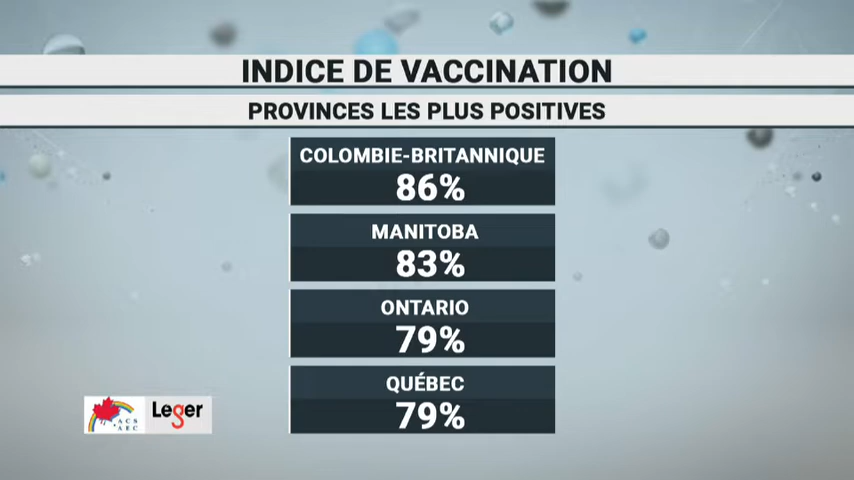 INDICE DE VACCINATION
PROVINCES LES PLUS POSITIVES
COLOMBIE-BRITANNIQUE
86%
MANITOBA
83%
ONTARIO
79%
QUÉBEC
79%
ACS
AEC
Leger